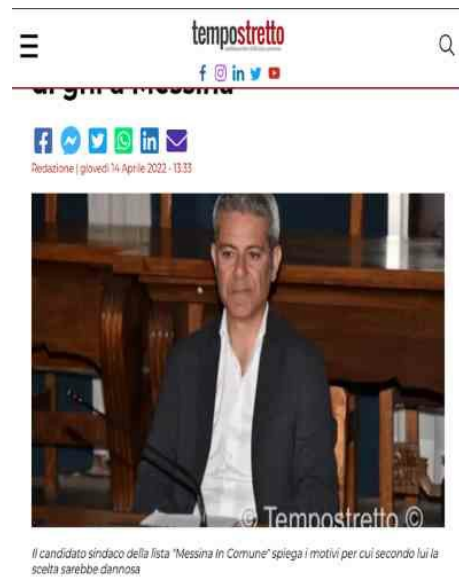 tempostretto
Messina
Redazione | giovedì 14 Aprile 2022 - 13:33
© Tempostretto ©
Il candidato sindaco della lista "Messina In Comune" spiega i motivi per cui secondo lui la
scelta sarebbe dannosa